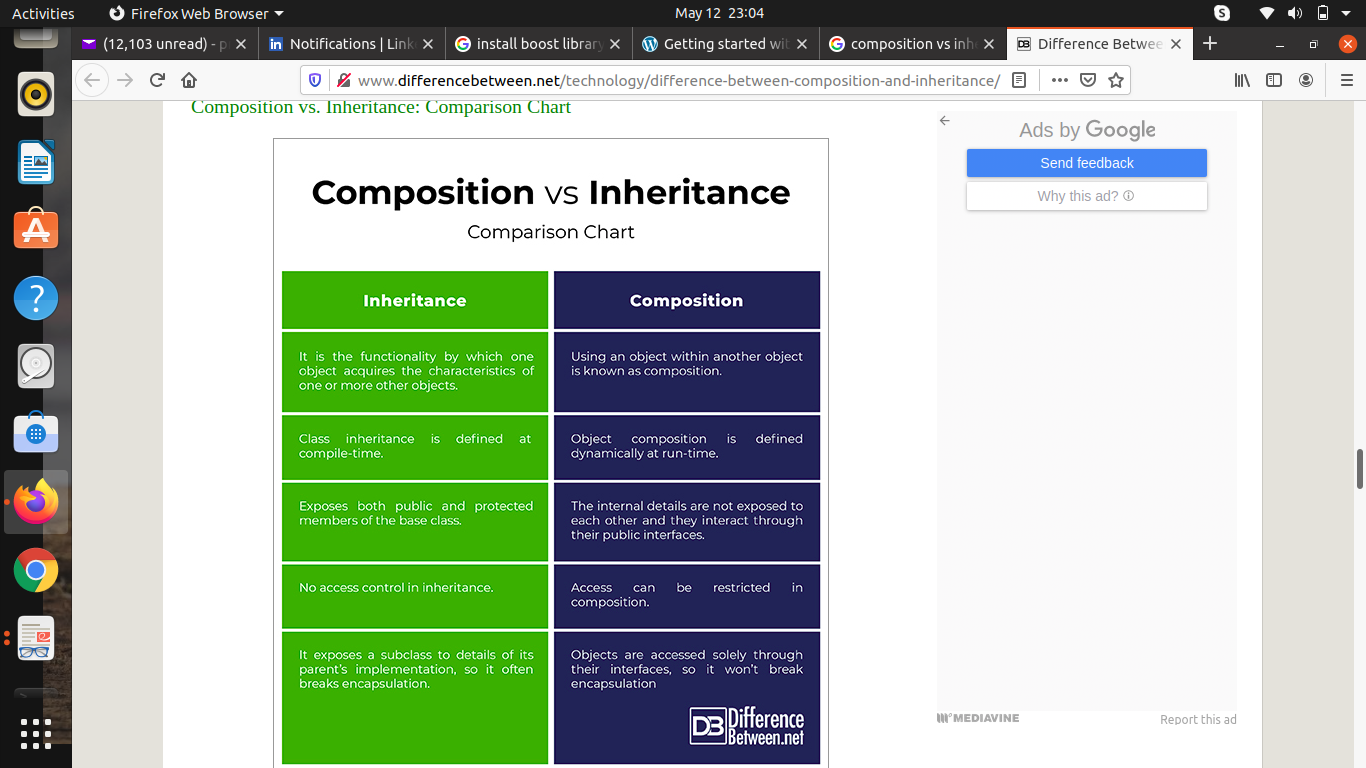 Activities
Firefox Web Browser
May 12 23:04
(12,103 unread) - p
Notifications | Link
install boost library
Getting started wit
composition vs inh
Difference Betwee
www.differencebetween.net/technology/difference-between-composition-and-inheritance/
Composition vs. Inheritance: Comparison Chart
Composition vs Inheritance
Comparison Chart
Inheritance
Composition
It is the functionality by which one
object acquires the characteristics of
one or more other objects.
Using an object within another object
is known as composition.
Class inheritance is defined at
compile-time.
Object composition is defined
dynamically at run-time.
Exposes both public and protected
members of the base class.
The internal details are not exposed to
each other and they interact through
their public interfaces.
No access control in inheritance.
Access can be restricted in
composition.
It exposes a subclass to details of its
parent's implementation, so it often
breaks encapsulation.
Objects are accessed solely through
their interfaces, so it won't break
encapsulation
DB Difference
Between.net
Ads by Google
Send feedback
Why this ad?
MEDIAVINE
Report this ad